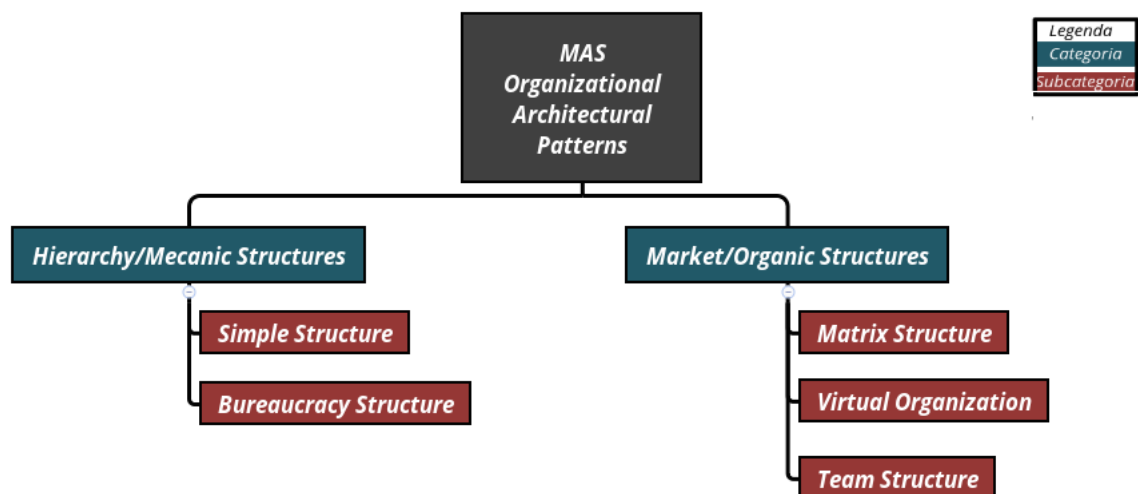 MAS
Organizational
Architectural
Patterns
Legenda
Categoria
Subcategoria
Hierarchy/Mecanic Structures
Market/Organic Structures
Simple Structure
Matrix Structure
Bureaucracy Structure
Virtual Organization
Team Structure